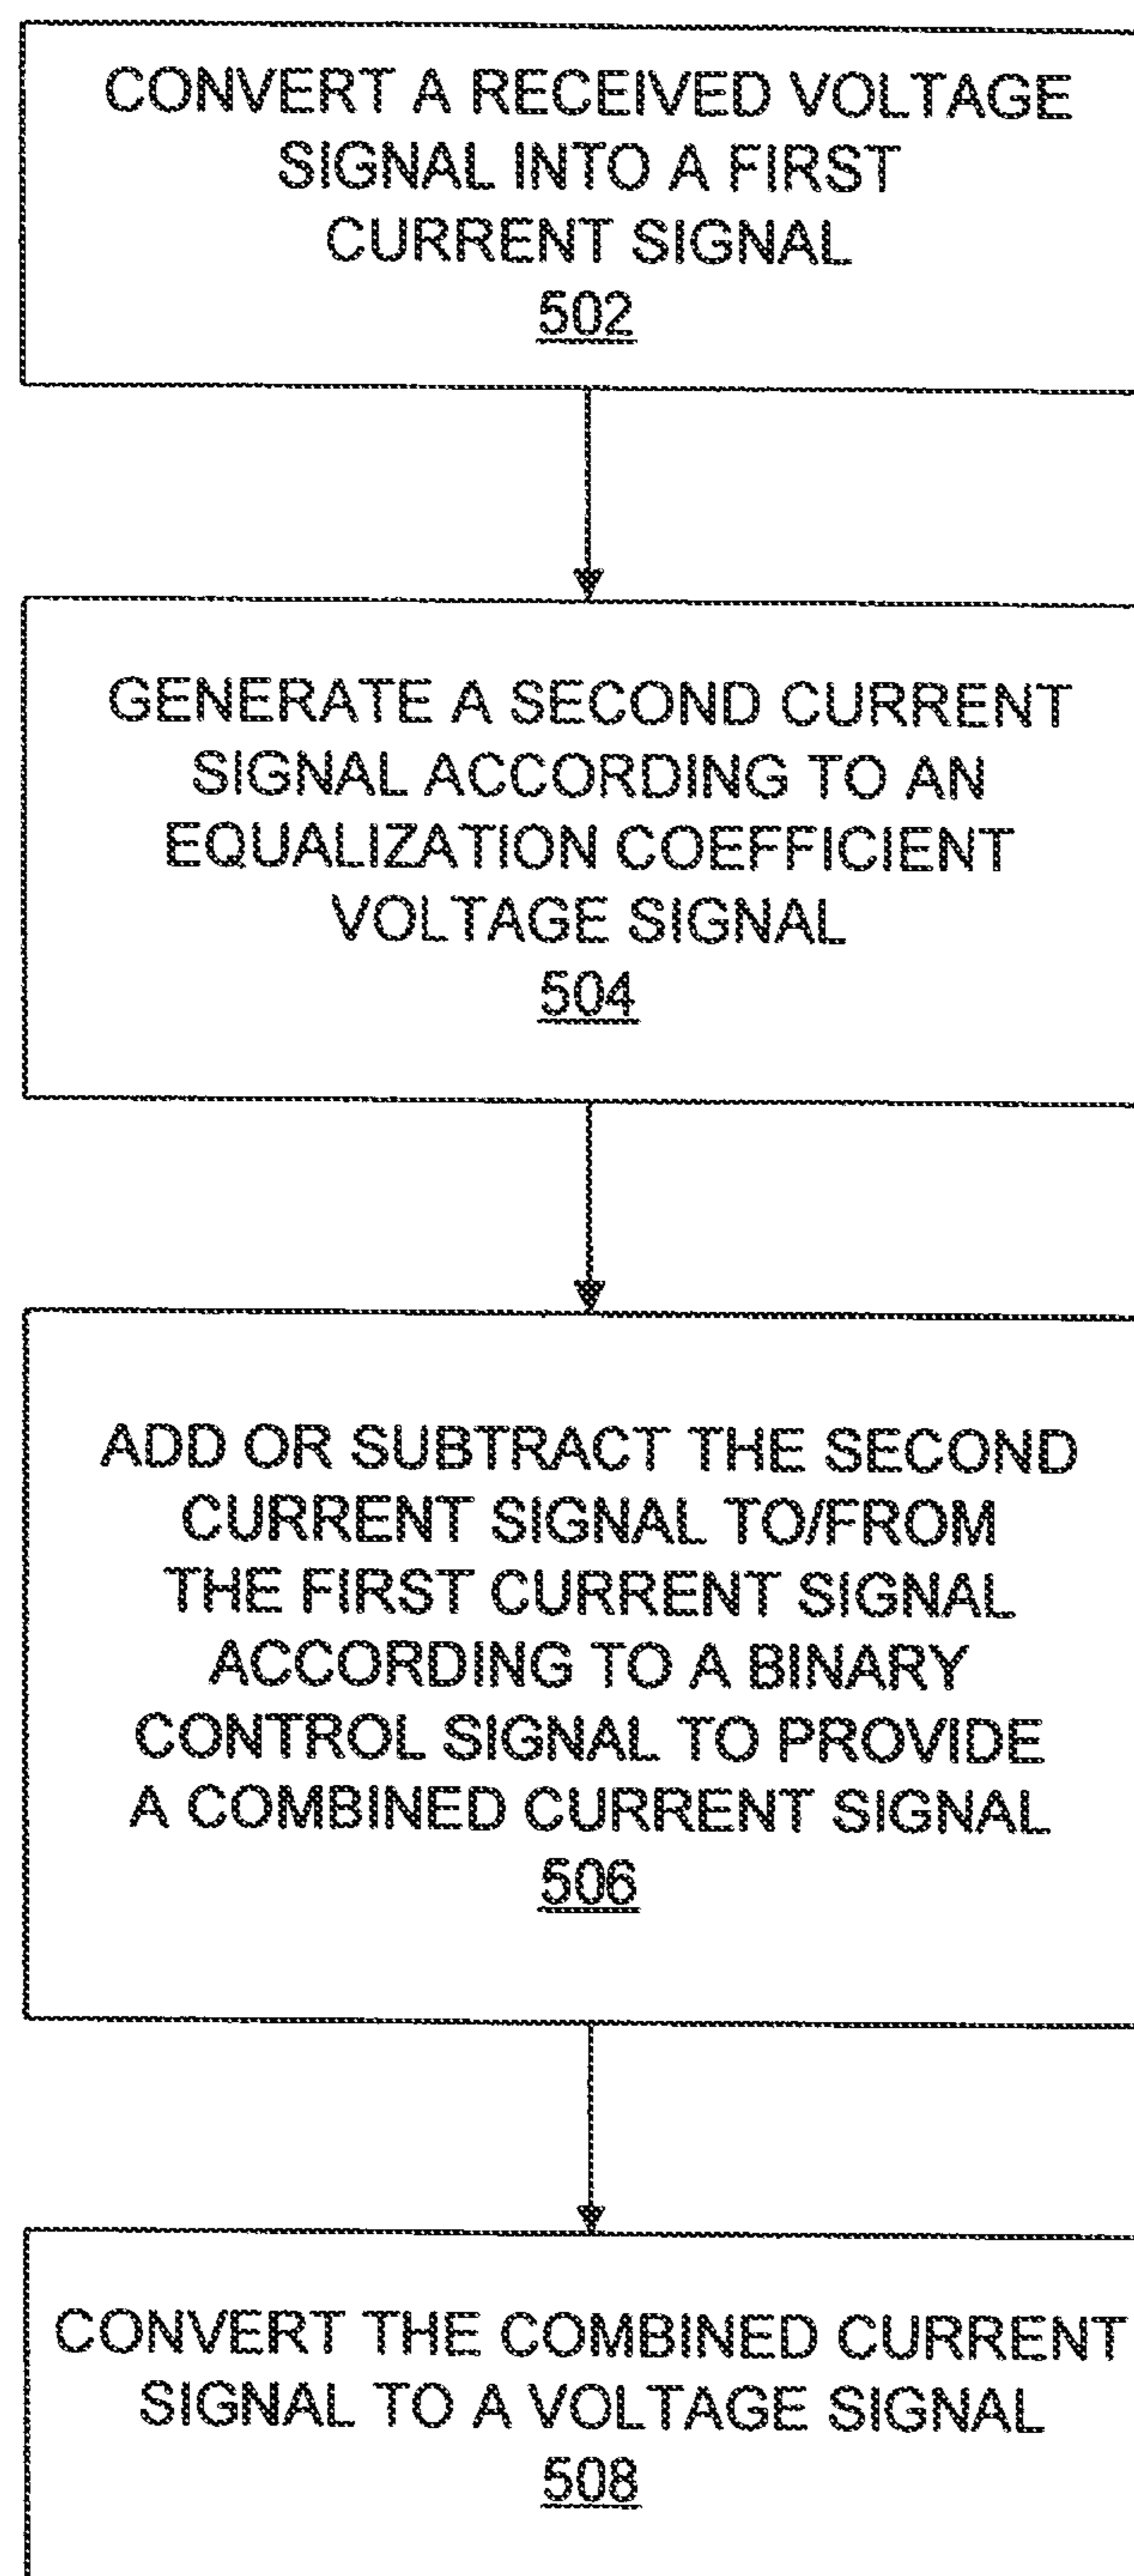 CONVERT A RECEIVED VOLTAGE
SIGNAL INTO A FIRST
CURRENT SIGNAL
502
GENERATE A SECOND CURRENT
SIGNAL ACCORDING TO AN
EQUALIZATION COEFFICIENT
VOLTAGE SIGNAL
504
ADD OR SUBTRACT THE SECOND
CURRENT SIGNAL TO/FROM
THE FIRST CURRENT SIGNAL
ACCORDING TO A BINARY
CONTROL SIGNAL TO PROVIDE
A COMBINED CURRENT SIGNAL
506
CONVERT THE COMBINED CURRENT
SIGNAL TO A VOLTAGE SIGNAL
508